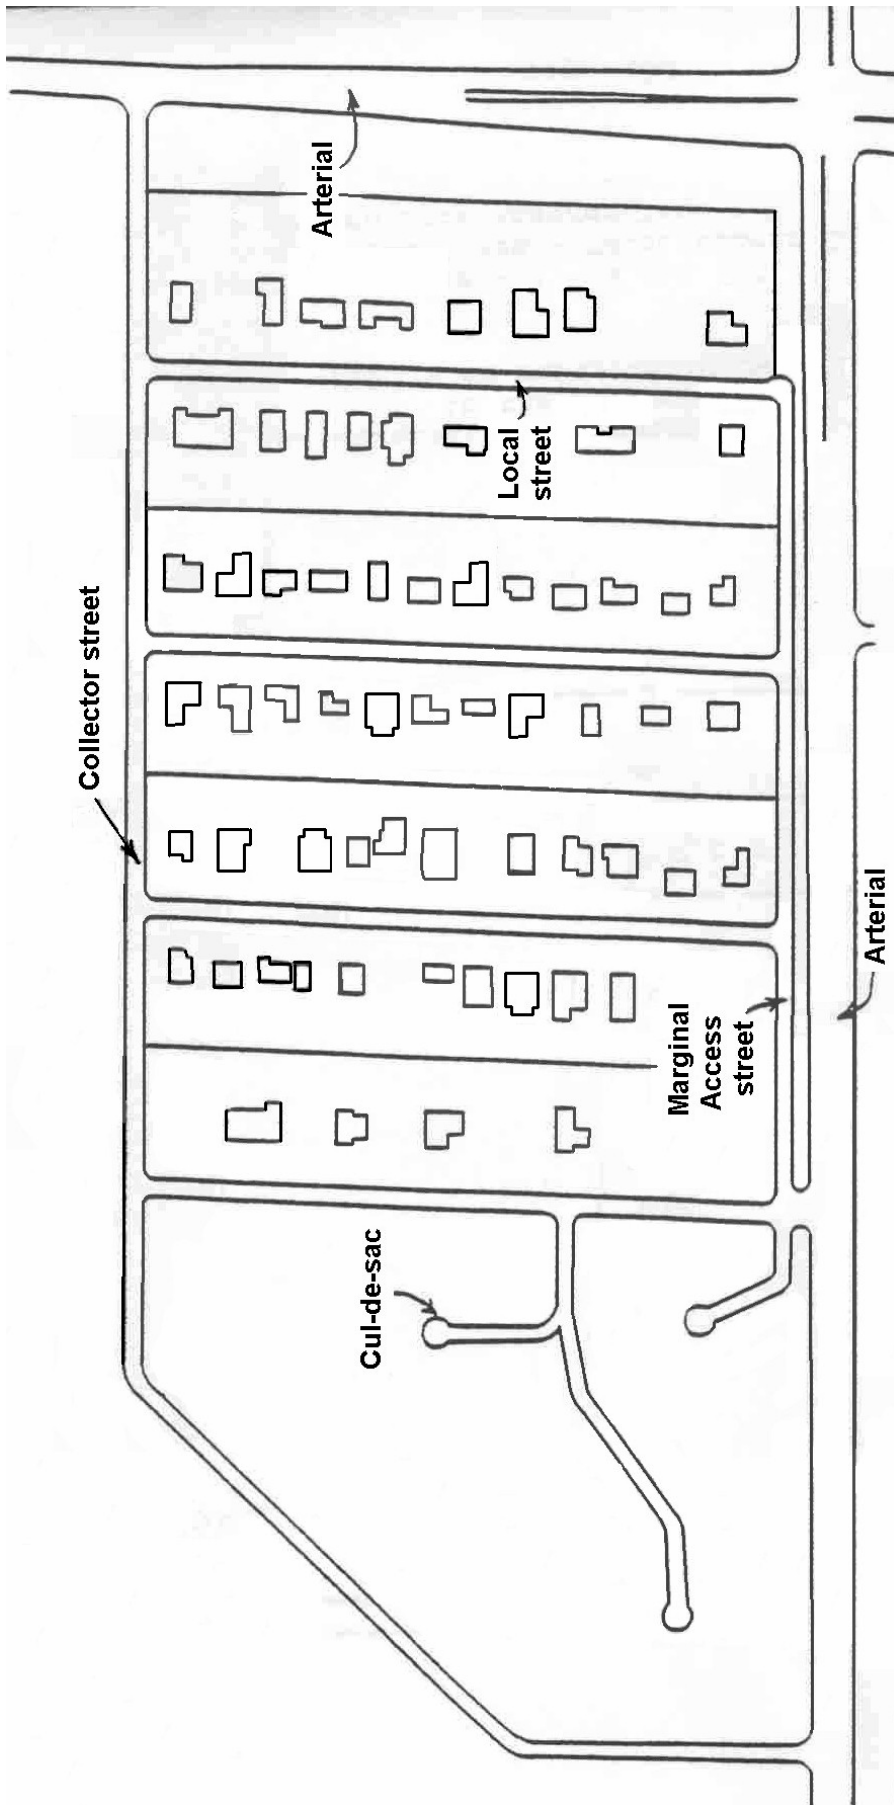 Arterial
Local
street
Collector street
Arterial
Marginal
Access
street
Cul-de-sac